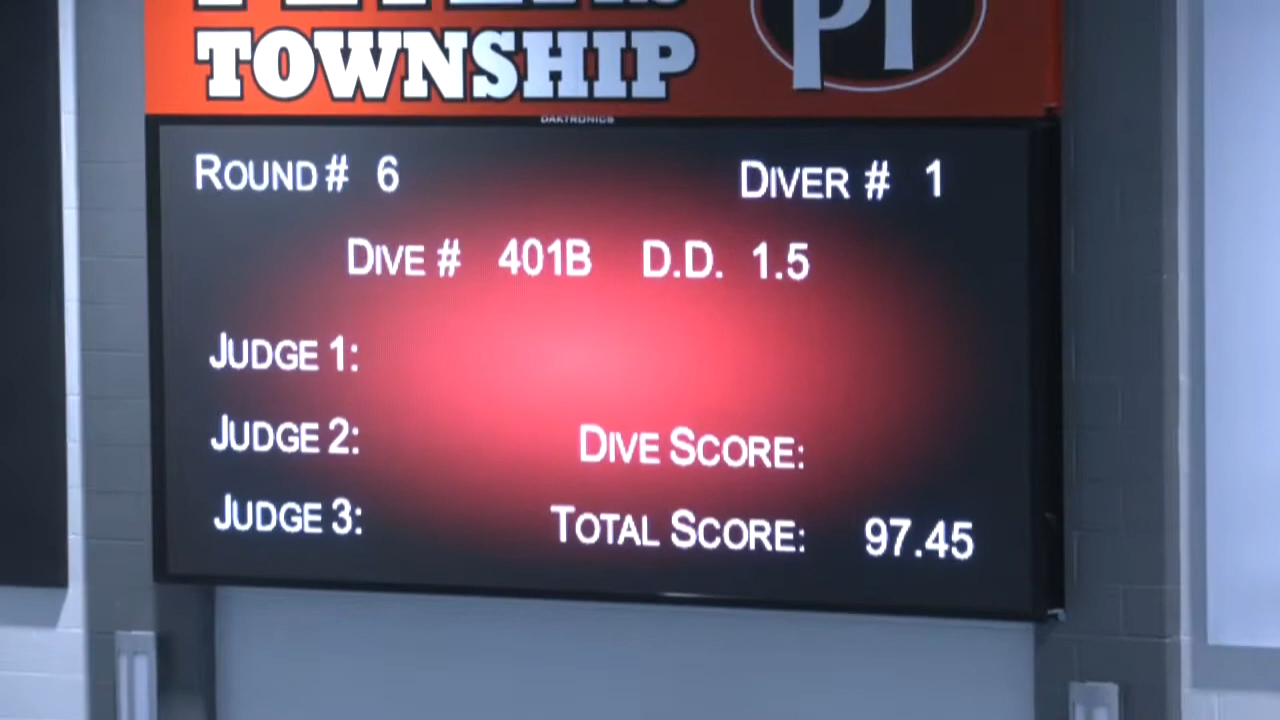 TOWNSHIP
PT
DAKTRONICS
ROUND # 6
DIVER # 1
DIVE # 401B D.D. 1.5
JUDGE 1:
JUDGE 2:
DIVE SCORE:
JUDGE 3:
TOTAL SCORE: 97.45